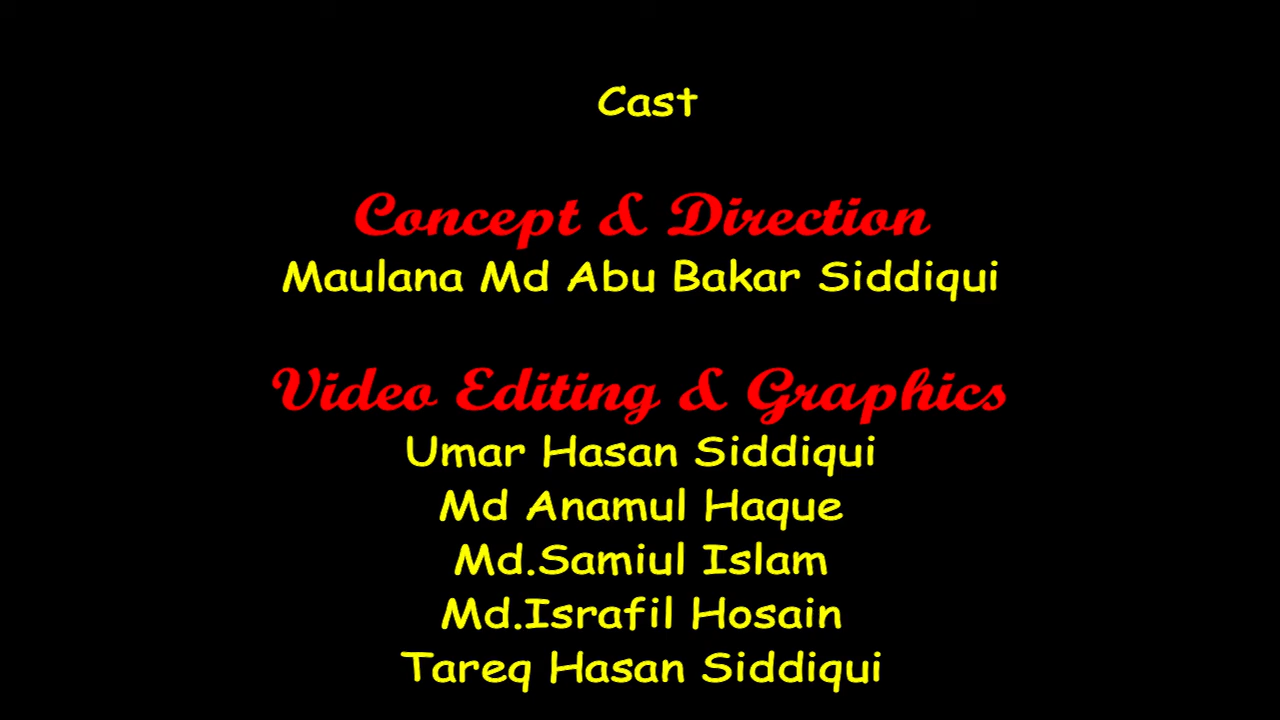 Cast
Concept & Direction
Maulana Md Abu Bakar Siddiqui
Video Editing & Graphics
Umar Hasan Siddiqui
Md Anamul Haque
Md.Samiul Islam
Md.Israfil Hosain
Tareq Hasan Siddiqui